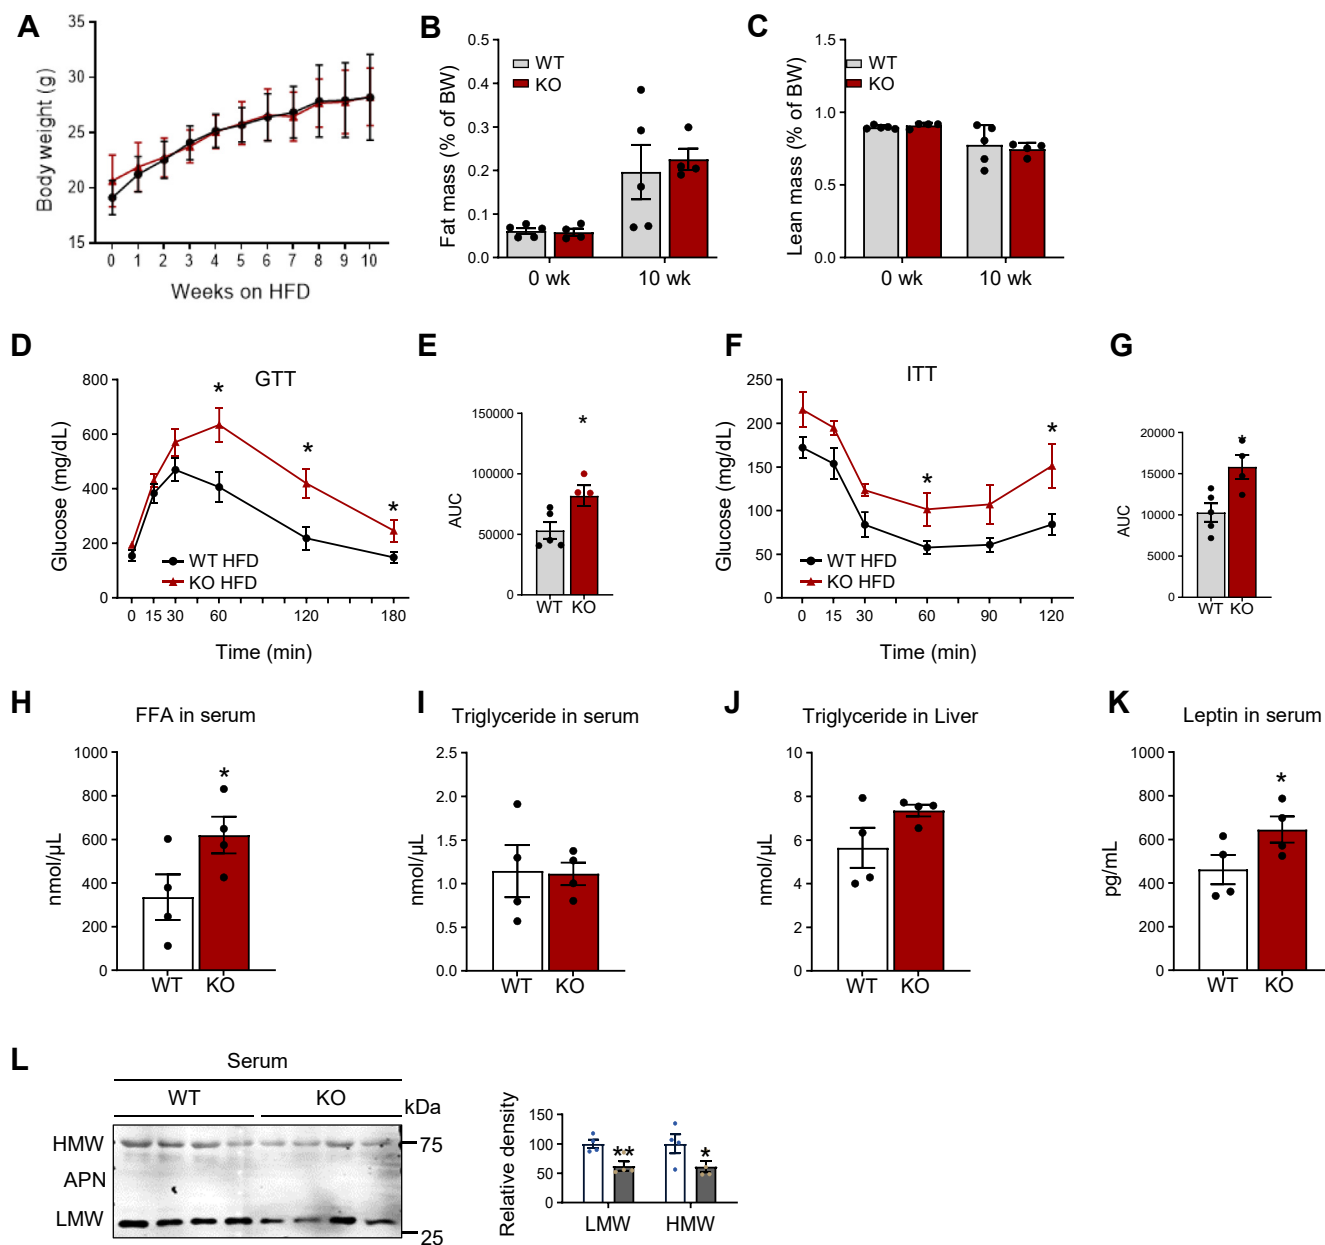 A
Body weight (g)
35
30
25
20
15
0 1 2 3 4 5 6 7 8 9 10
Weeks on HFD
B
Fat mass (% of BW)
0.5
0.4
0.3
0.2
0.1
0.0
WT
KO
0 wk 10 wk
C
Lean mass (% of BW)
1.5
1.0
0.5
0.0
WT
KO
0 wk 10 wk
D
GTT
Glucose (mg/dL)
800
600
400
200
0
* * *
WT HFD
KO HFD
0 15 30 60 120 180
Time (min)
E
AUC
150000
100000
50000
0
*
WT KO
F
ITT
Glucose (mg/dL)
250
200
150
100
50
0
* *
WT HFD
KO HFD
0 15 30 60 90 120
Time (min)
G
AUC
20000
15000
10000
5000
0
*
WT KO
H
FFA in serum
nmol/µL
1000
800
600
400
200
0
*
WT KO
I
Triglyceride in serum
nmol/µL
2.5
2.0
1.5
1.0
0.5
0.0
WT KO
J
Triglyceride in Liver
nmol/µL
10
8
6
4
2
0
WT KO
K
Leptin in serum
pg/mL
1000
800
600
400
200
0
*
WT KO
L
Serum
WT KO
kDa
HMW
APN
LMW
75
25
Relative density
150
100
50
0
** *
LMW HMW